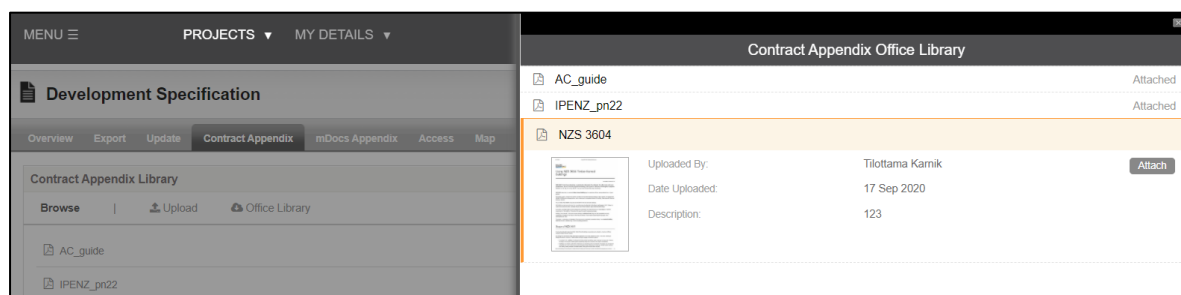 MENU ☰ PROJECTS ▼ MY DETAILS ▼
Development Specification
Overview Export Update Contract Appendix mDocs Appendix Access Map
Contract Appendix Library
Browse | Upload Office Library
AC_guide
IPENZ_pn22
Contract Appendix Office Library
AC_guide Attached
IPENZ_pn22 Attached
NZS 3604
Uploaded By: Tilottama Karnik Attach
Date Uploaded: 17 Sep 2020
Description: 123